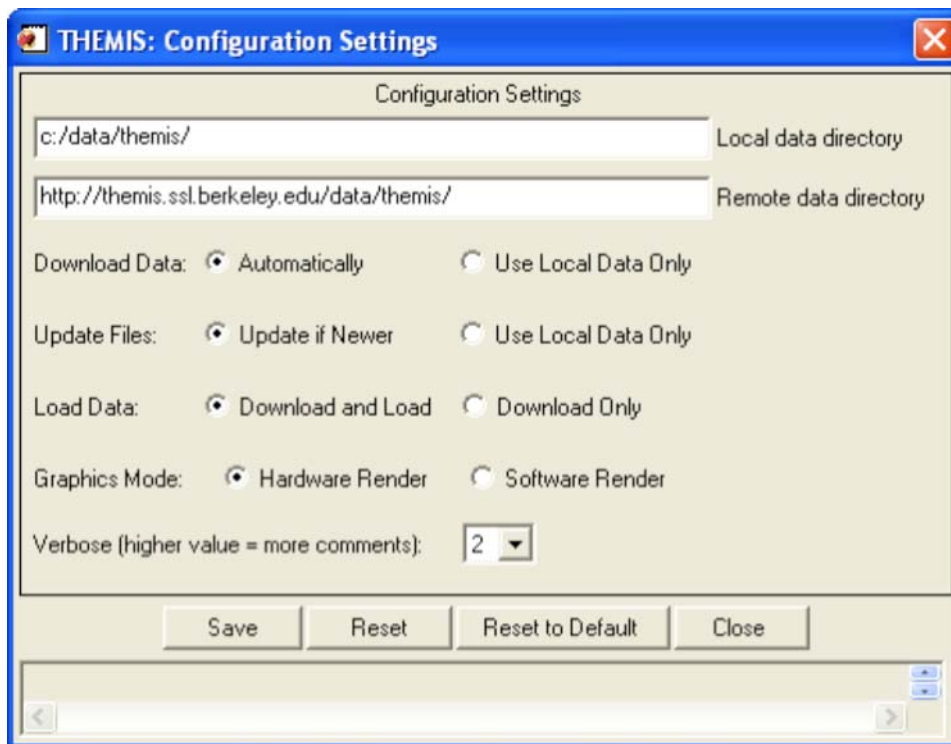 THEMIS: Configuration Settings
Configuration Settings
c:/data/themis/ Local data directory
http://themis.ssl.berkeley.edu/data/themis/ Remote data directory
Download Data: Automatically Use Local Data Only
Update Files: Update if Newer Use Local Data Only
Load Data: Download and Load Download Only
Graphics Mode: Hardware Render Software Render
Verbose (higher value = more comments): 2
Save Reset Reset to Default Close